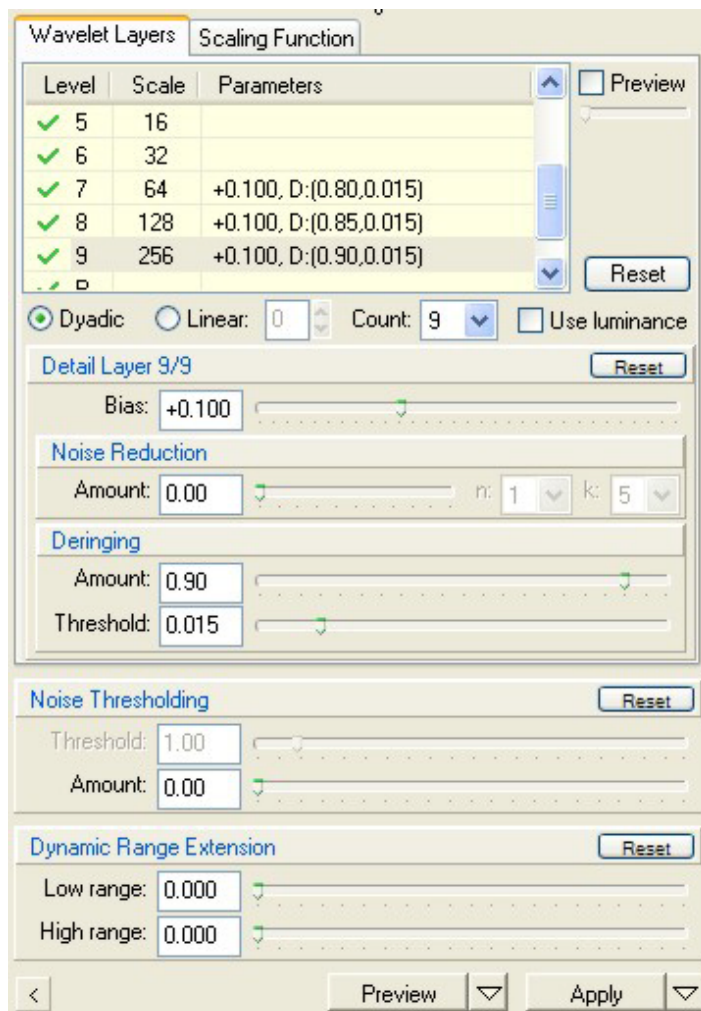 Wavelet Layers Scaling Function
Level Scale Parameters Preview
5 16
6 32
7 64 +0.100, D:(0.80,0.015)
8 128 +0.100, D:(0.85,0.015)
9 256 +0.100, D:(0.90,0.015)
Reset
Dyadic Linear: 0 Count: 9 Use luminance
Detail Layer 9/9 Reset
Bias: +0.100
Noise Reduction
Amount: 0.00 n: 1 k: 5
Deringing
Amount: 0.90
Threshold: 0.015
Noise Thresholding Reset
Threshold: 1.00
Amount: 0.00
Dynamic Range Extension Reset
Low range: 0.000
High range: 0.000
< Preview Apply